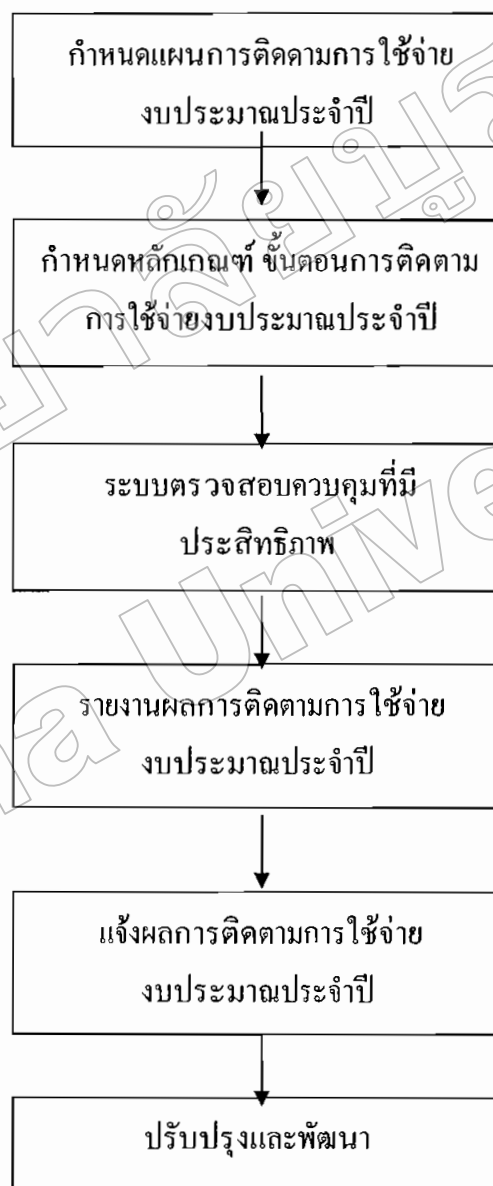 กำหนดแผนการติดตามการใช้จ่าย
งบประมาณประจำปี
กำหนดหลักเกณฑ์ ขั้นตอนการติดตาม
การใช้จ่ายงบประมาณประจำปี
ระบบตรวจสอบควบคุมที่มี
ประสิทธิภาพ
รายงานผลการติดตามการใช้จ่าย
งบประมาณประจำปี
แจ้งผลการติดตามการใช้จ่าย
งบประมาณประจำปี
ปรับปรุงและพัฒนา